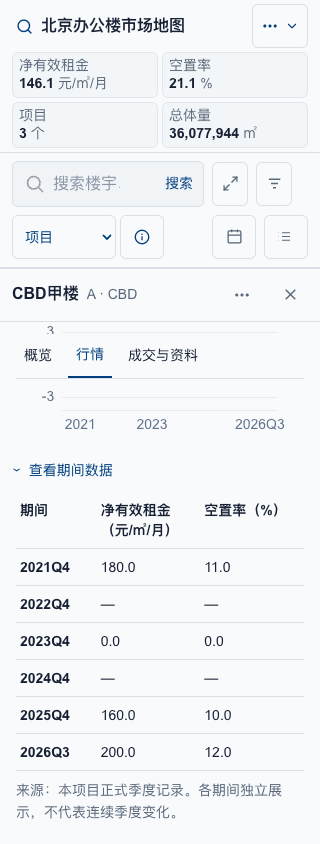 北京办公楼市场地图
净有效租金
146.1 元/㎡/月
空置率
21.1 %
项目
3 个
总体量
36,077,944 ㎡
搜索楼宇.
搜索
项目
CBD甲楼 A · CBD
3
概览 行情 成交与资料
-3
2021 2023 2026Q3
查看期间数据
期间 净有效租金 空置率（%）
（元/㎡/月）
2021Q4 180.0 11.0
2022Q4 — —
2023Q4 0.0 0.0
2024Q4 — —
2025Q4 160.0 10.0
2026Q3 200.0 12.0
来源：本项目正式季度记录。各期间独立展
示，不代表连续季度变化。